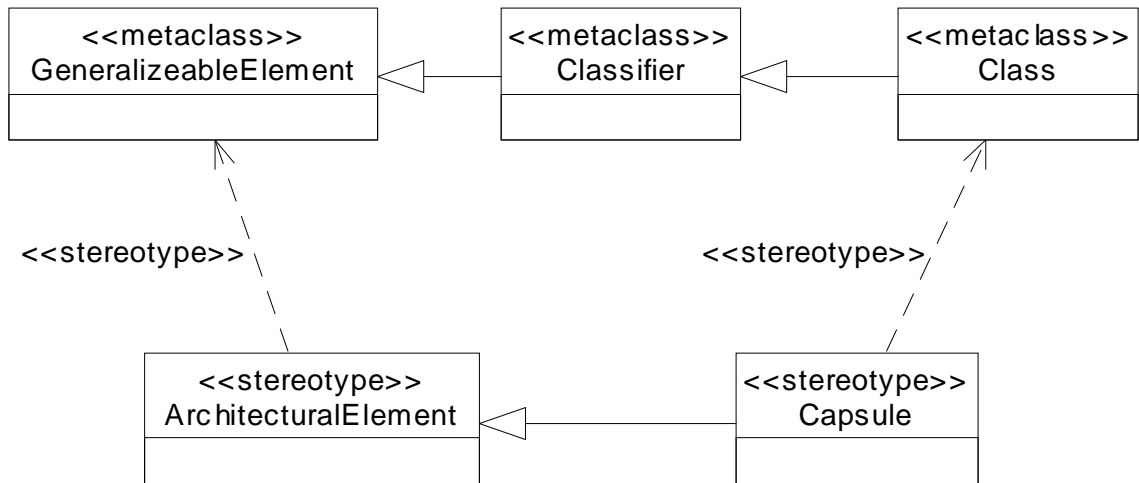 <<metaclass>>
GeneralizeableElement
<<metaclass>>
Classifier
<<metaclass>>
Class
<<stereotype>>
<<stereotype>>
<<stereotype>>
ArchitecturalElement
<<stereotype>>
Capsule